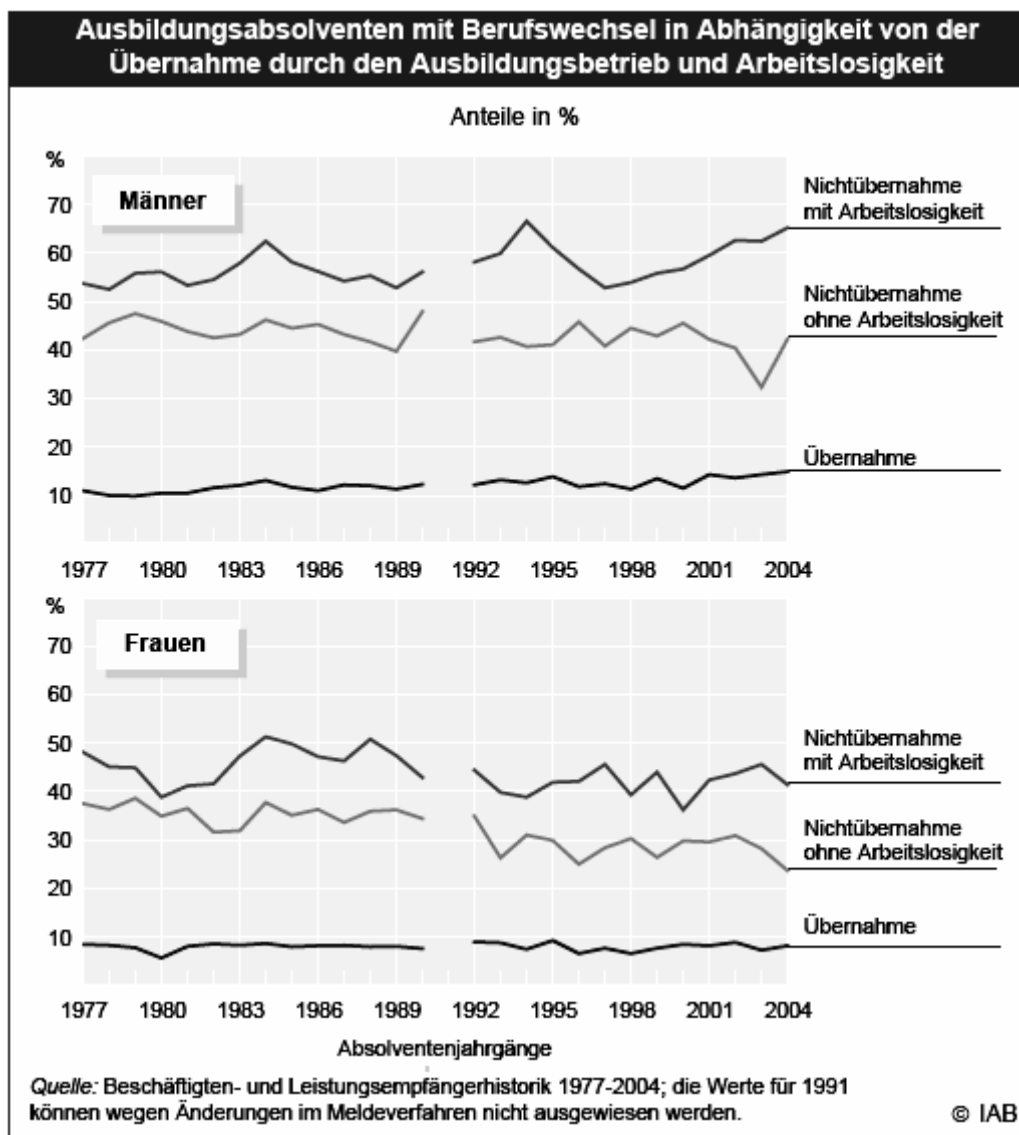 Ausbildungsabsolventen mit Berufswechsel in Abhängigkeit von der
Übernahme durch den Ausbildungsbetrieb und Arbeitslosigkeit
Anteile in %
%
Männer
70
60
50
40
30
20
10
Nichtübernahme
mit Arbeitslosigkeit
Nichtübernahme
ohne Arbeitslosigkeit
Übernahme
1977 1980 1983 1986 1989 1992 1995 1998 2001 2004
%
Frauen
70
60
50
40
30
20
10
Nichtübernahme
mit Arbeitslosigkeit
Nichtübernahme
ohne Arbeitslosigkeit
Übernahme
1977 1980 1983 1986 1989 1992 1995 1998 2001 2004
Absolventenjahrgänge
Quelle: Beschäftigten- und Leistungsempfängerhistorik 1977-2004; die Werte für 1991
können wegen Änderungen im Meldeverfahren nicht ausgewiesen werden.
© IAB